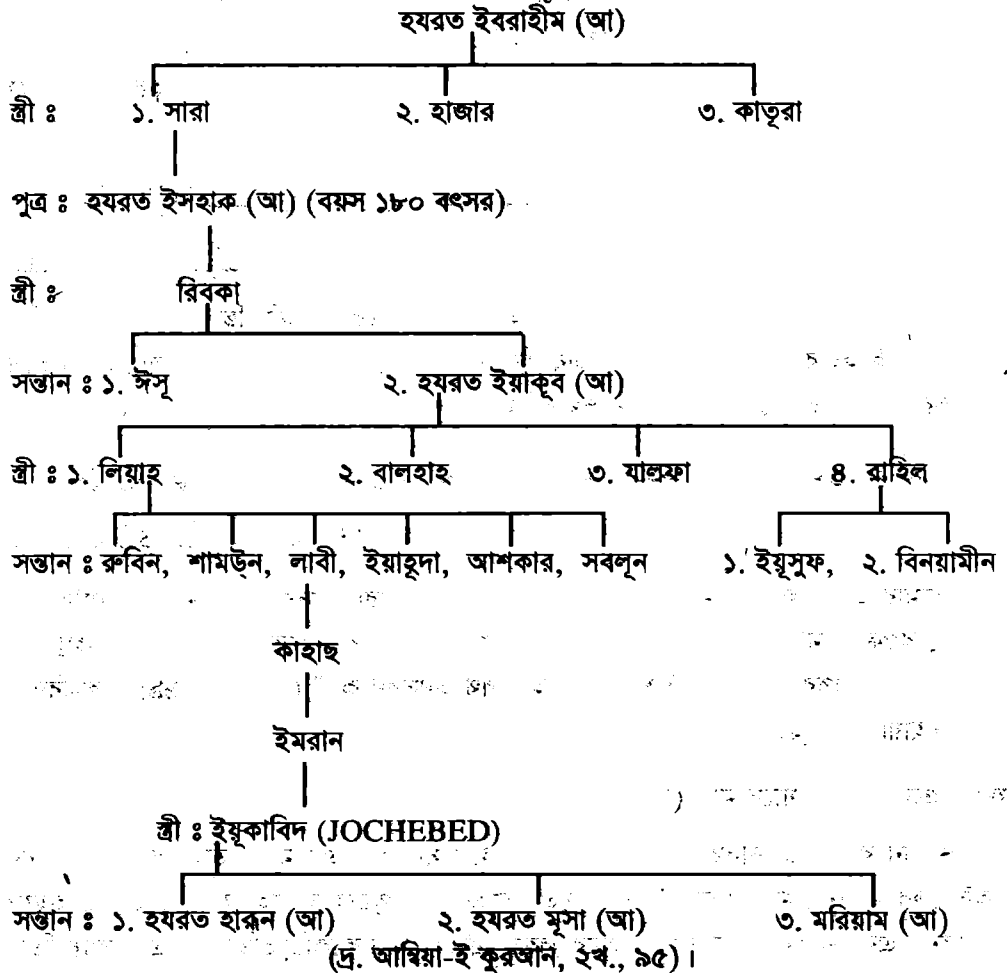 হযরত ইবরাহীম (আ)
স্ত্রী ঃ ১. সারা ২. হাজার ৩. কাতূরা
পুত্র ঃ হযরত ইসহাক (আ) (বয়স ১৮০ বৎসর)
স্ত্রী ঃ রিবকা
সন্তান ঃ ১. ঈসূ ২. হযরত ইয়াকূব (আ)
স্ত্রী ঃ ১. লিয়াহ ২. বালহাহ ৩. যালফা ৪. রাহিল
সন্তান ঃ রুবিন, শামউন, লাবী, ইয়াহূদা, আশকার, সবলূন ১. ইয়ূসুফ, ২. বিনয়ামীন
কাহাছ
ইমরান
স্ত্রী ঃ ইয়ূকাবিদ (JOCHEBED)
সন্তান ঃ ১. হযরত হারূন (আ) ২. হযরত মূসা (আ) ৩. মরিয়াম (আ)
(দ্র. আম্বিয়া-ই কুরআন, ২খ., ৯৫)।